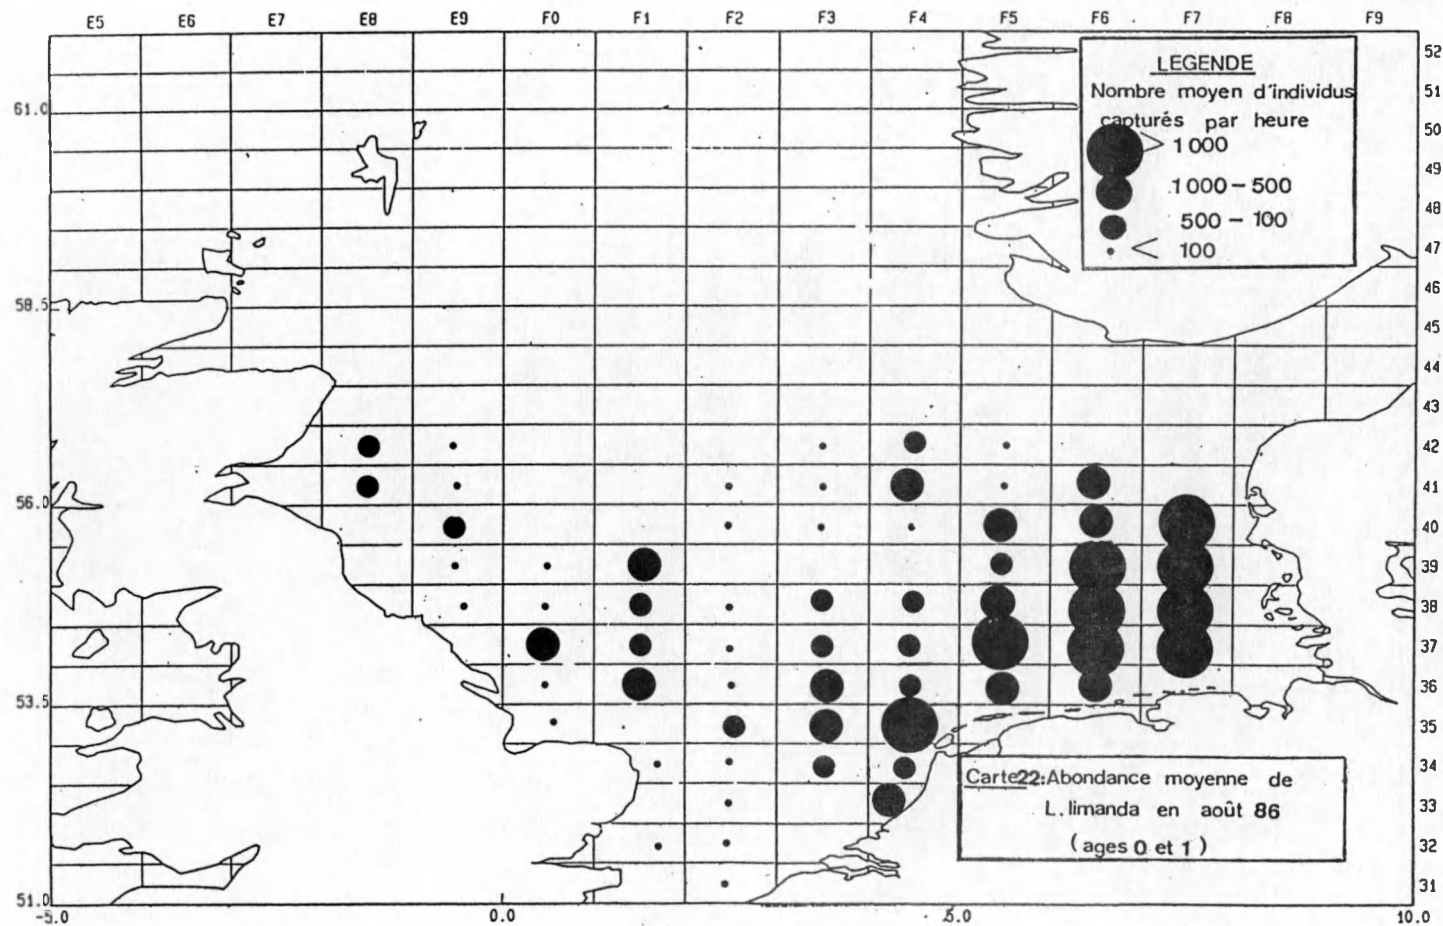 E5 E6 E7 E8 E9 F0 F1 F2 F3 F4 F5 F6 F7 F8 F9
52
51
50
49
48
47
46
45
44
43
42
41
40
39
38
37
36
35
34
33
32
31
61.0
58.5
56.0
53.5
51.0
-5.0 0.0 5.0 10.0
LEGENDE
Nombre moyen d'individus
capturés par heure
> 1000
1000 - 500
500 - 100
< 100
Carte22:Abondance moyenne de
L. limanda en août 86
(ages 0 et 1)